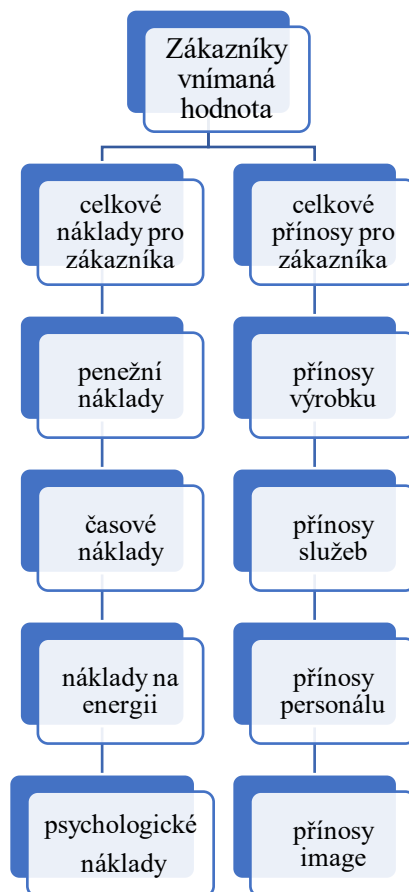 Zákazníky
vnímaná
hodnota
celkové
náklady pro
zákazníka
celkové
přínosy pro
zákazníka
penežní
náklady
přínosy
výrobku
časové
náklady
přínosy
služeb
náklady na
energii
přínosy
personálu
psychologické
náklady
přínosy
image